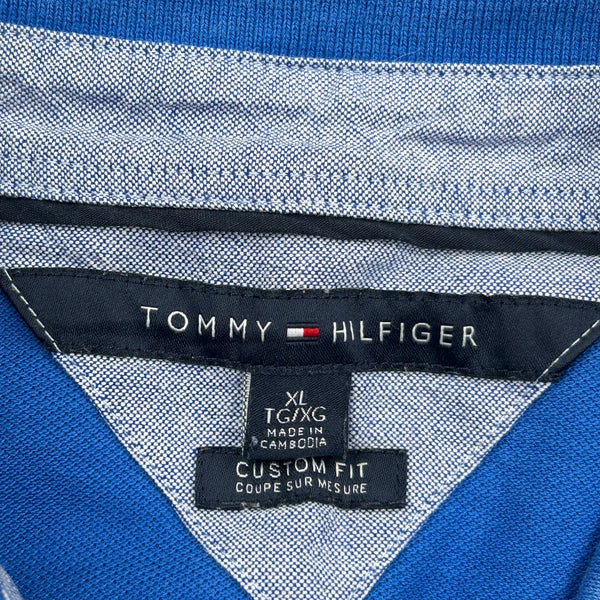 TOMMY HILFIGER
XL
TG/XG
MADE IN
CAMBODIA
CUSTOM FIT
COUPE SUR MESURE